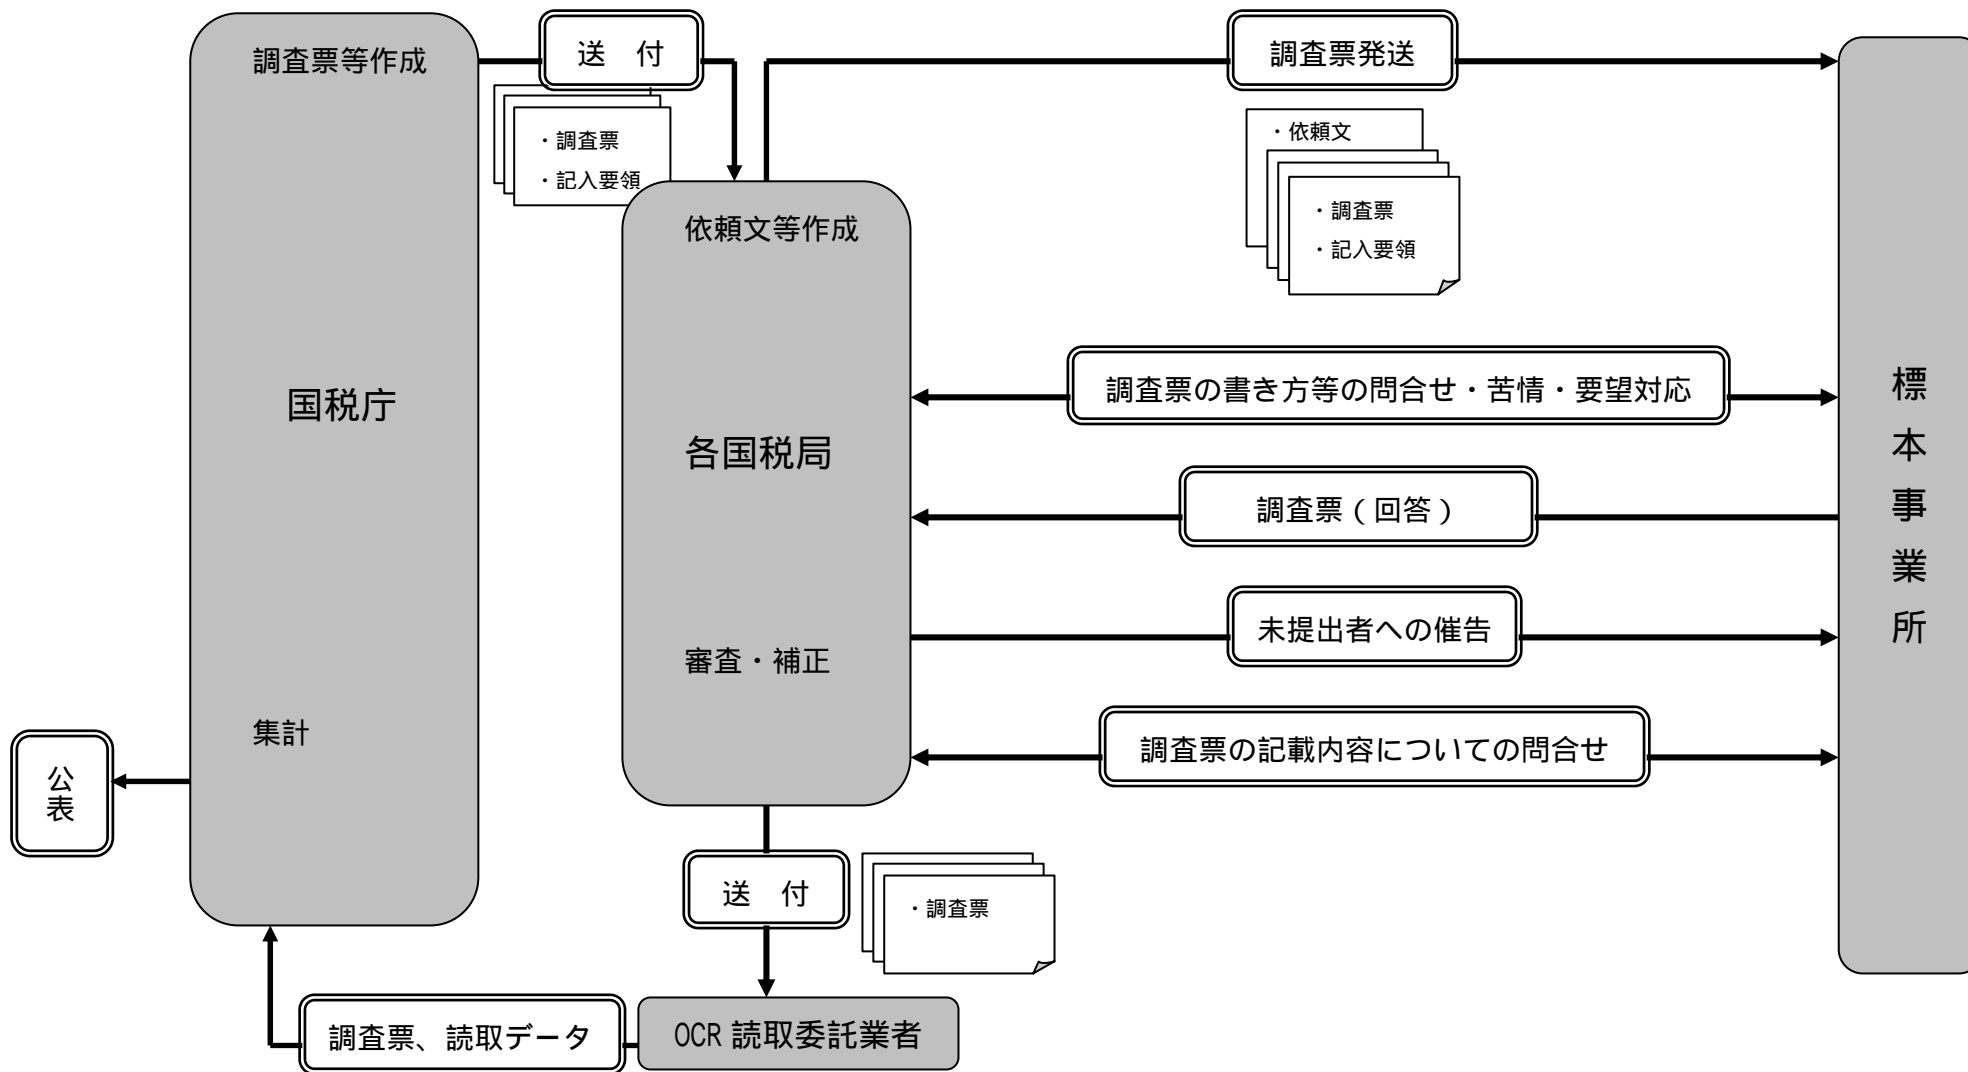 調査票等作成
送　付
調査票発送
・調査票
・記入要領
・依頼文
・調査票
・記入要領
依頼文等作成
国税庁
各国税局
調査票の書き方等の問合せ・苦情・要望対応
標本事業所
調査票（回答）
未提出者への催告
審査・補正
集計
調査票の記載内容についての問合せ
公表
送　付
・調査票
調査票、読取データ
OCR 読取委託業者